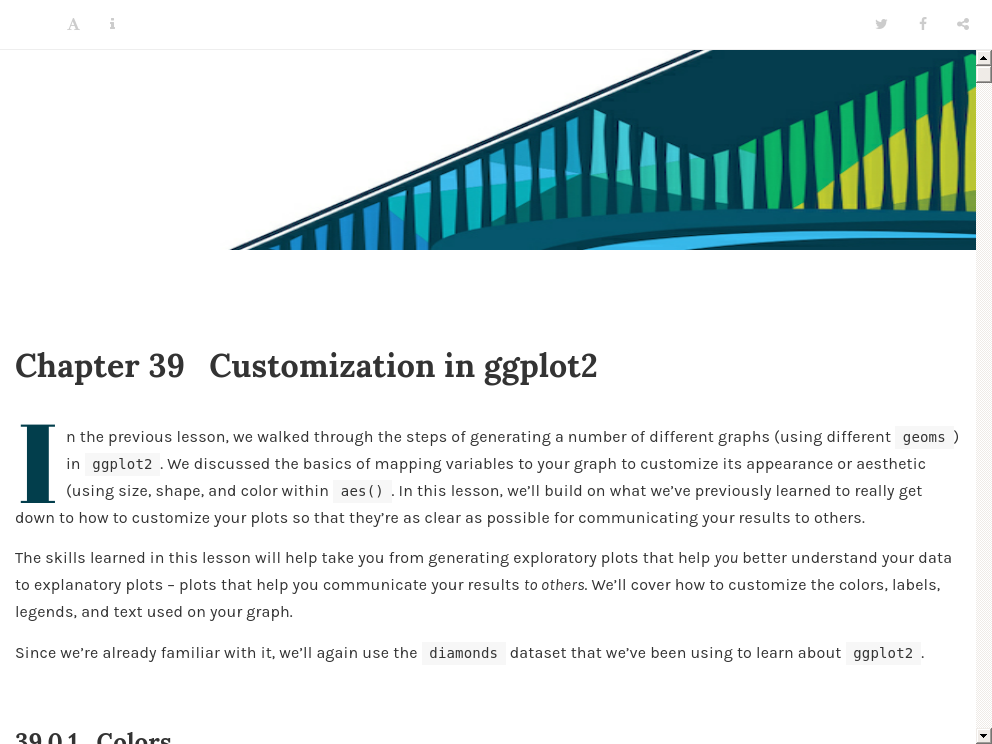 Chapter 39 Customization in ggplot2
In the previous lesson, we walked through the steps of generating a number of different graphs (using different geoms )
in ggplot2 . We discussed the basics of mapping variables to your graph to customize its appearance or aesthetic
(using size, shape, and color within aes() . In this lesson, we’ll build on what we’ve previously learned to really get
down to how to customize your plots so that they’re as clear as possible for communicating your results to others.
The skills learned in this lesson will help take you from generating exploratory plots that help you better understand your data
to explanatory plots – plots that help you communicate your results to others. We’ll cover how to customize the colors, labels,
legends, and text used on your graph.
Since we’re already familiar with it, we’ll again use the diamonds dataset that we’ve been using to learn about ggplot2 .
39.0.1 Colors